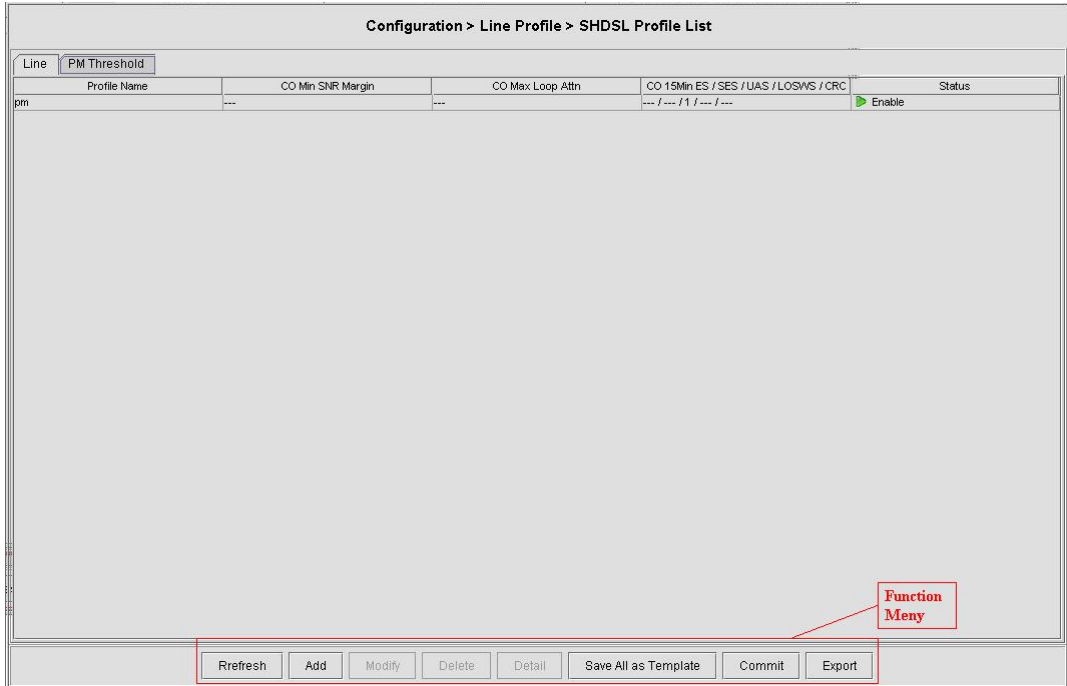 Configuration > Line Profile > SHDSL Profile List
Line PM Threshold
Profile Name CO Min SNR Margin CO Max Loop Attn CO 15Min ES / SES / UAS / LOSWS / CRC Status
pm --- --- --- / --- / 1 / --- / --- Enable
Function
Meny
Rrefresh Add Modify Delete Detail Save All as Template Commit Export